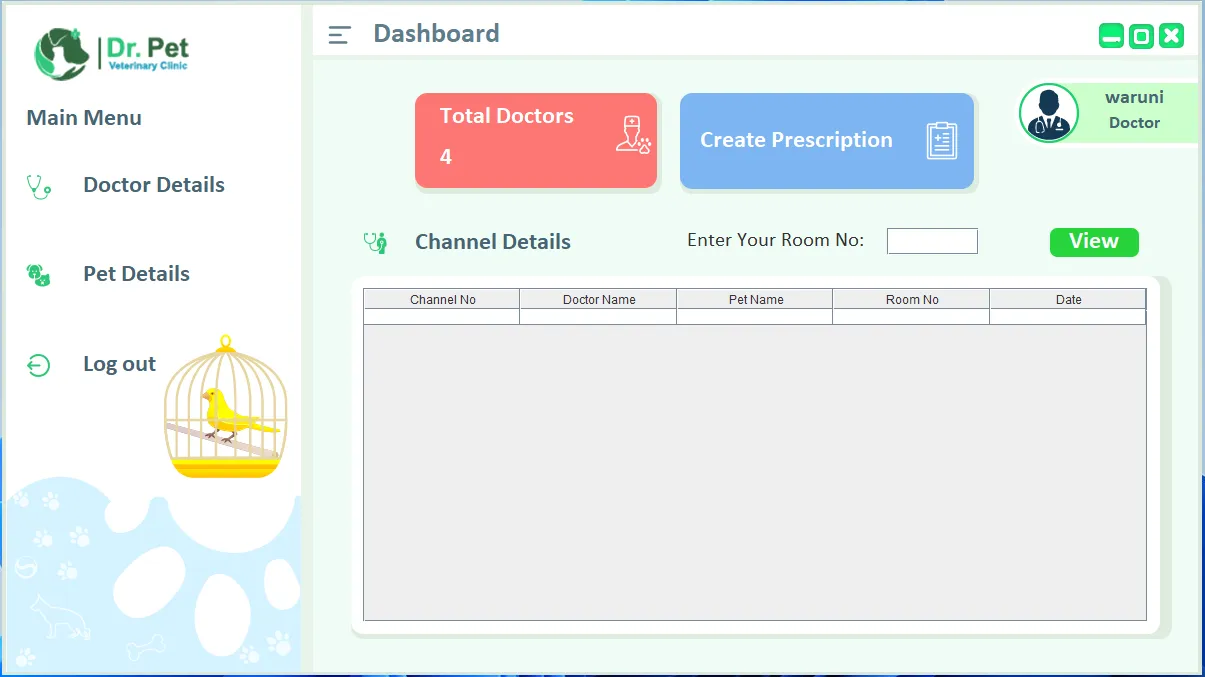 Dr. Pet
Veterinary Clinic
Main Menu
Doctor Details
Pet Details
Log out
Dashboard
Total Doctors
4
Create Prescription
waruni
Doctor
Channel Details
Enter Your Room No:
View
Channel No Doctor Name Pet Name Room No Date